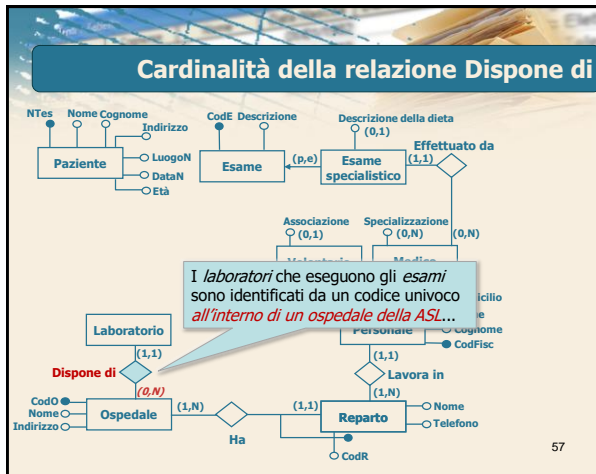 Cardinalità della relazione Dispone di
NTes Nome Cognome
Indirizzo
Paziente
LuogoN
DataN
Età
CodE Descrizione
Esame
(p,e)
Descrizione della dieta
(0,1)
Esame
specialistico
(1,1)
Effettuato da
(0,N)
Associazione
(0,1)
Specializzazione
(0,N)
Volontario
Medico
I laboratori che eseguono gli esami
sono identificati da un codice univoco
all'interno di un ospedale della ASL...
Personale
Cognome
CodFisc
Laboratorio
(1,1)
Dispone di
(0,N)
CodO
Nome
Indirizzo
Ospedale
(1,N)
Ha
(1,1)
Reparto
(1,1)
Lavora in
(1,N)
Nome
Telefono
CodR
57